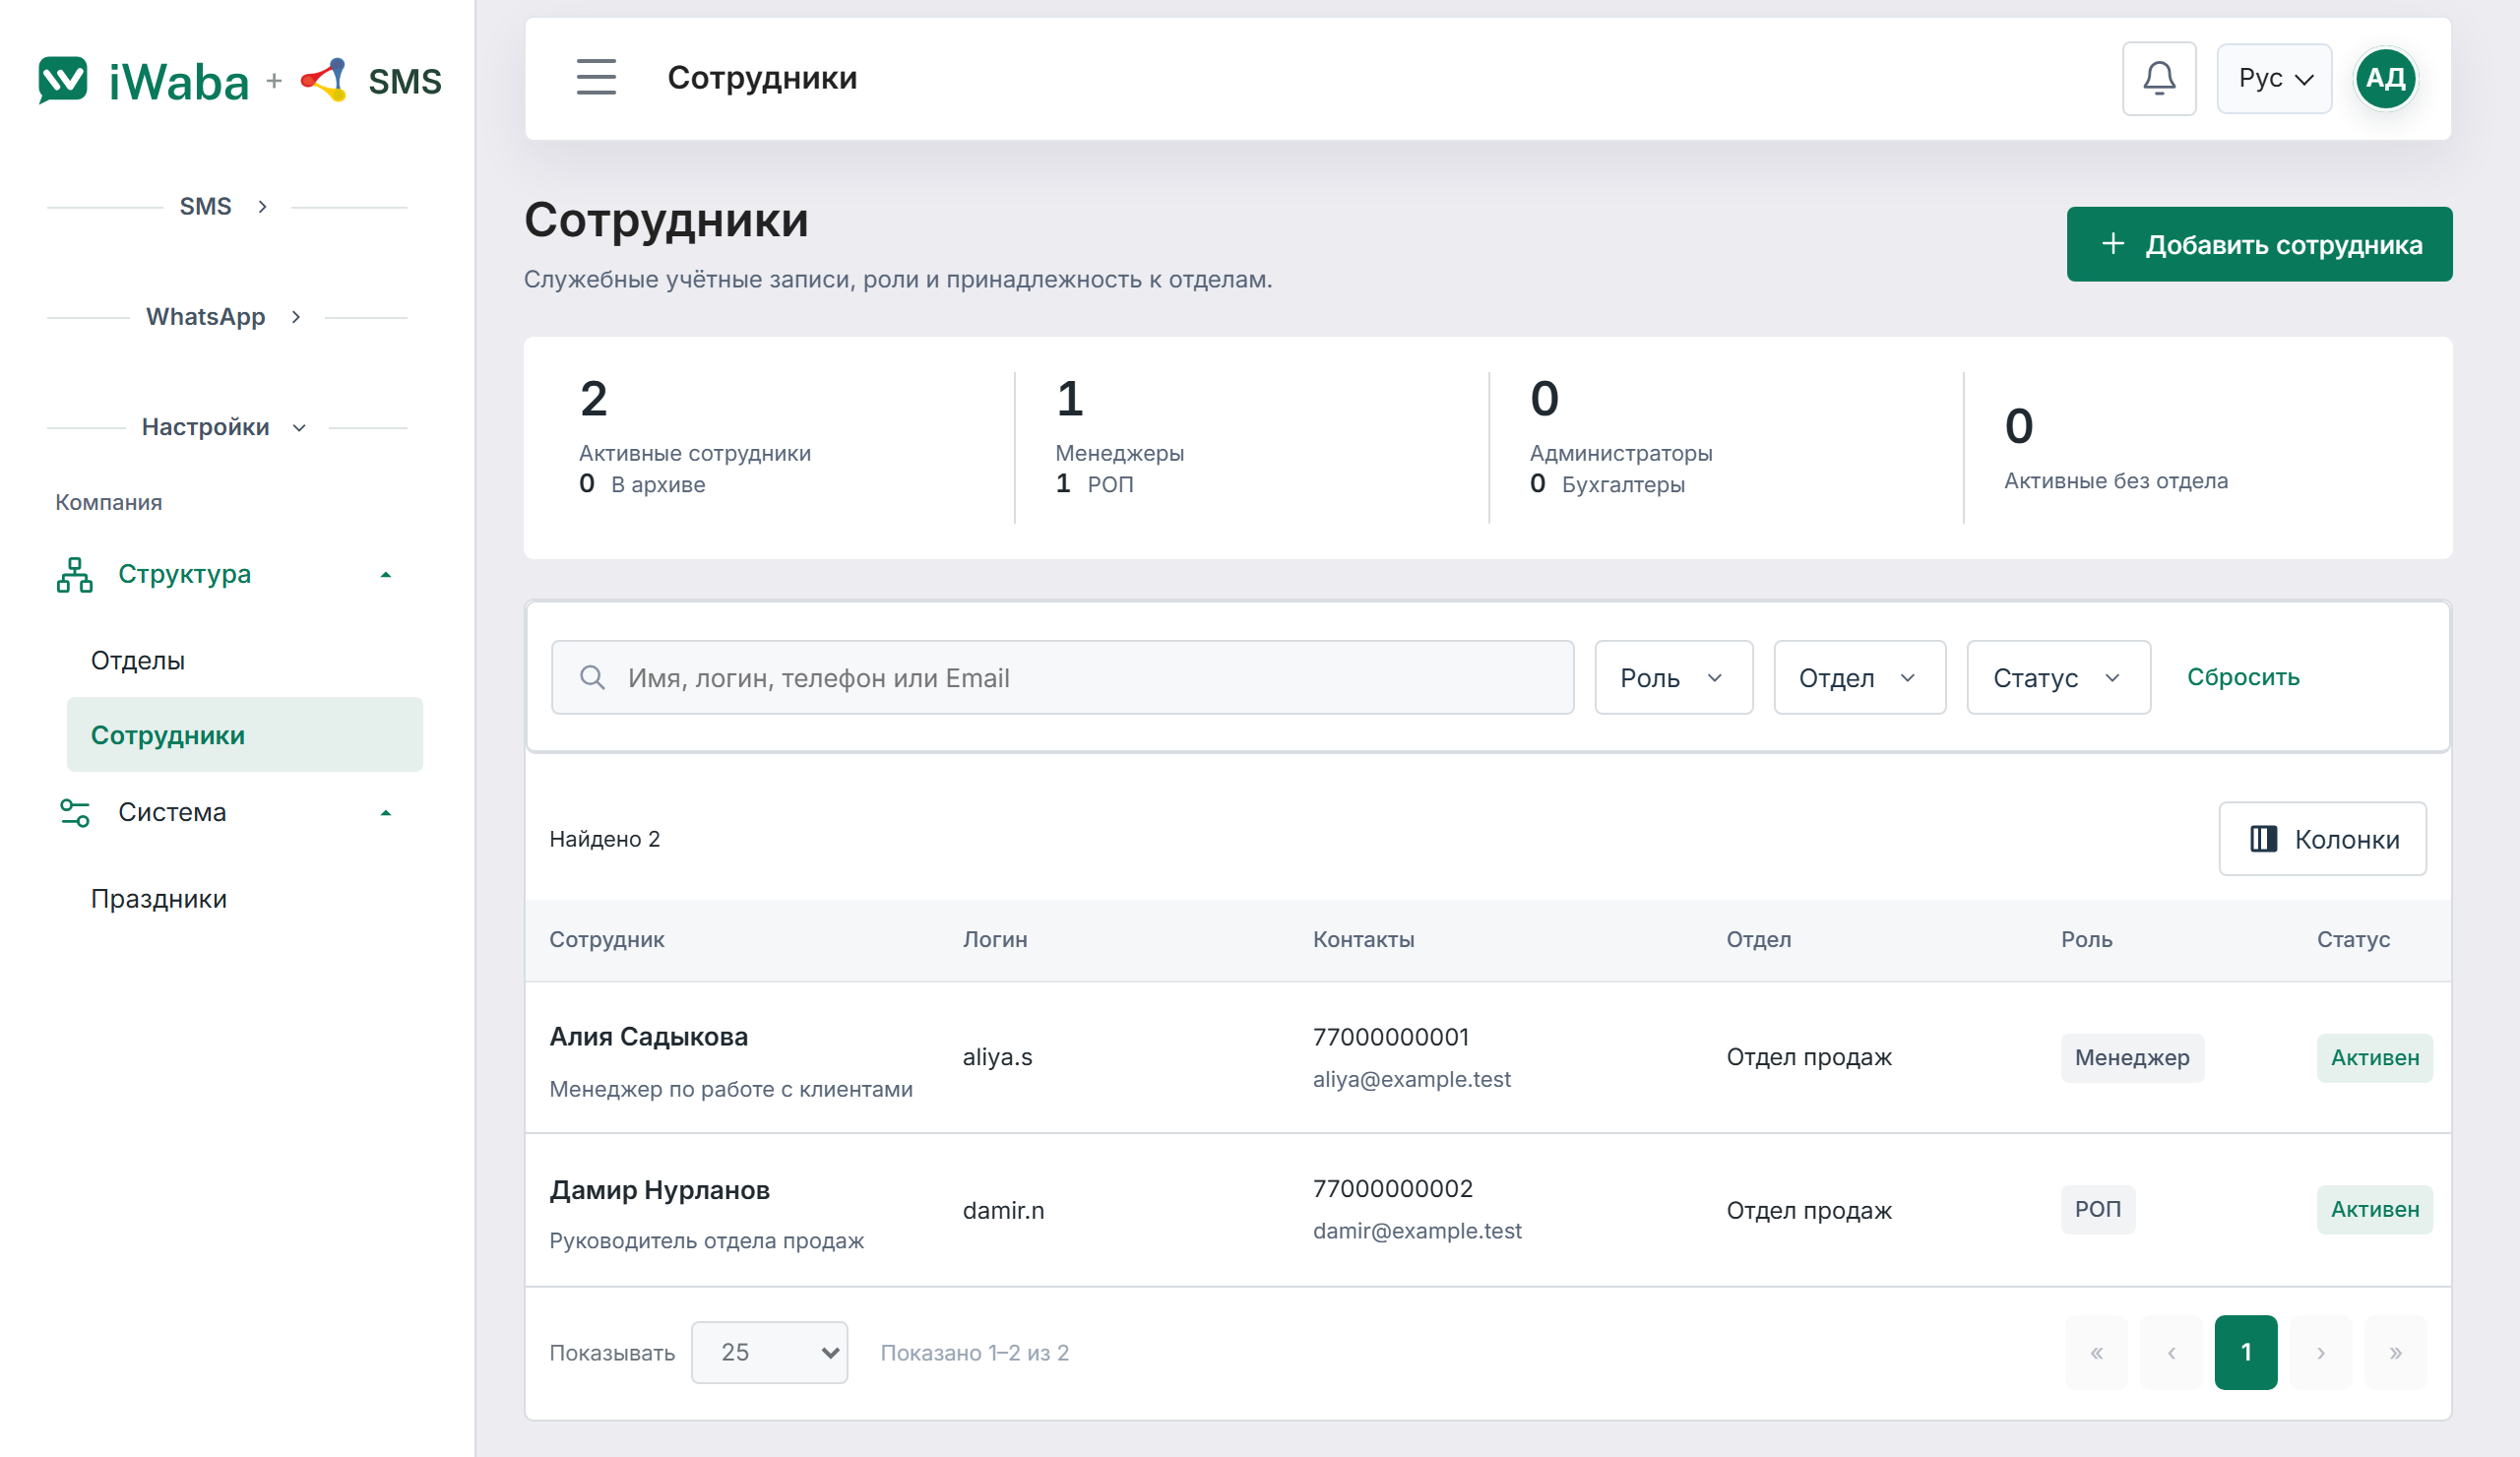 iWaba + SMS
SMS
WhatsApp
Настройки
Компания
Структура
Отделы
Сотрудники
Система
Праздники
Сотрудники
Рус
АД
Сотрудники
Служебные учётные записи, роли и принадлежность к отделам.
+ Добавить сотрудника
2
Активные сотрудники
0 В архиве
1
Менеджеры
1 РОП
0
Администраторы
0 Бухгалтеры
0
Активные без отдела
Имя, логин, телефон или Email
Роль
Отдел
Статус
Сбросить
Найдено 2
Колонки
Сотрудник Логин Контакты Отдел Роль Статус
Алия Садыкова
Менеджер по работе с клиентами
aliya.s
77000000001
aliya@example.test
Отдел продаж
Менеджер
Активен
Дамир Нурланов
Руководитель отдела продаж
damir.n
77000000002
damir@example.test
Отдел продаж
РОП
Активен
Показывать 25 Показано 1–2 из 2
« ‹ 1 › »